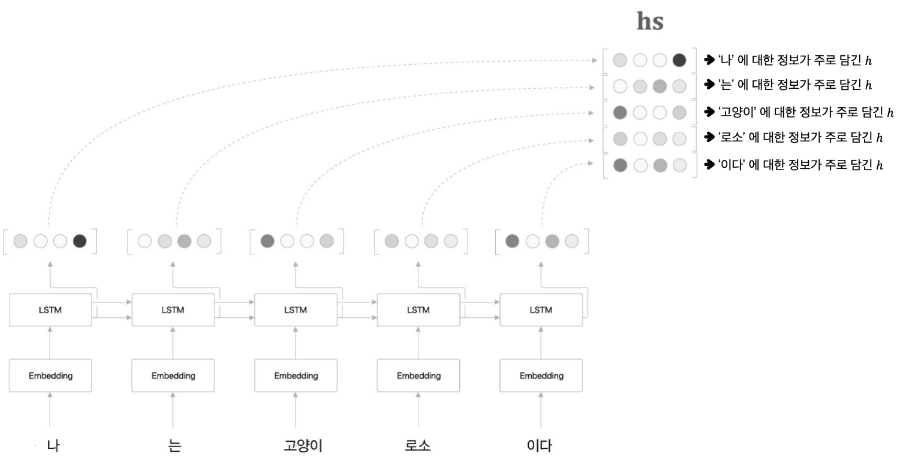 hs
➔ ‘나’ 에 대한 정보가 주로 담긴 h
➔ ‘는’ 에 대한 정보가 주로 담긴 h
➔ ‘고양이’ 에 대한 정보가 주로 담긴 h
➔ ‘로소’ 에 대한 정보가 주로 담긴 h
➔ ‘이다’ 에 대한 정보가 주로 담긴 h
LSTM LSTM LSTM LSTM LSTM
Embedding Embedding Embedding Embedding Embedding
나 는 고양이 로소 이다